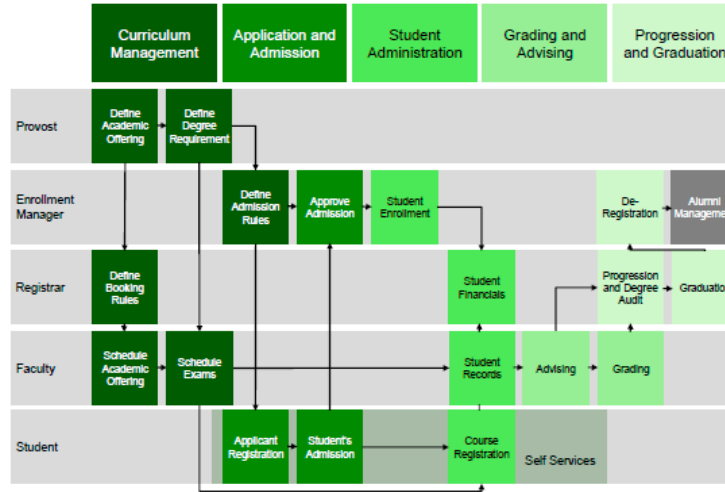 Curriculum
Management
Application and
Admission
Student
Administration
Grading and
Advising
Progression
and Graduation
Provost
Define
Academic
Offering
Define
Degree
Requirement
Enrollment
Manager
Define
Admission
Rules
Approve
Admission
Student
Enrollment
De-
Registration
Alumni
Manageme
Registrar
Define
Booking
Rules
Student
Financials
Progression
and Degree
Audit
Graduatio
Faculty
Schedule
Academic
Offering
Schedule
Exams
Student
Records
Advising
Grading
Student
Applicant
Registration
Student's
Admission
Course
Registration
Self Services